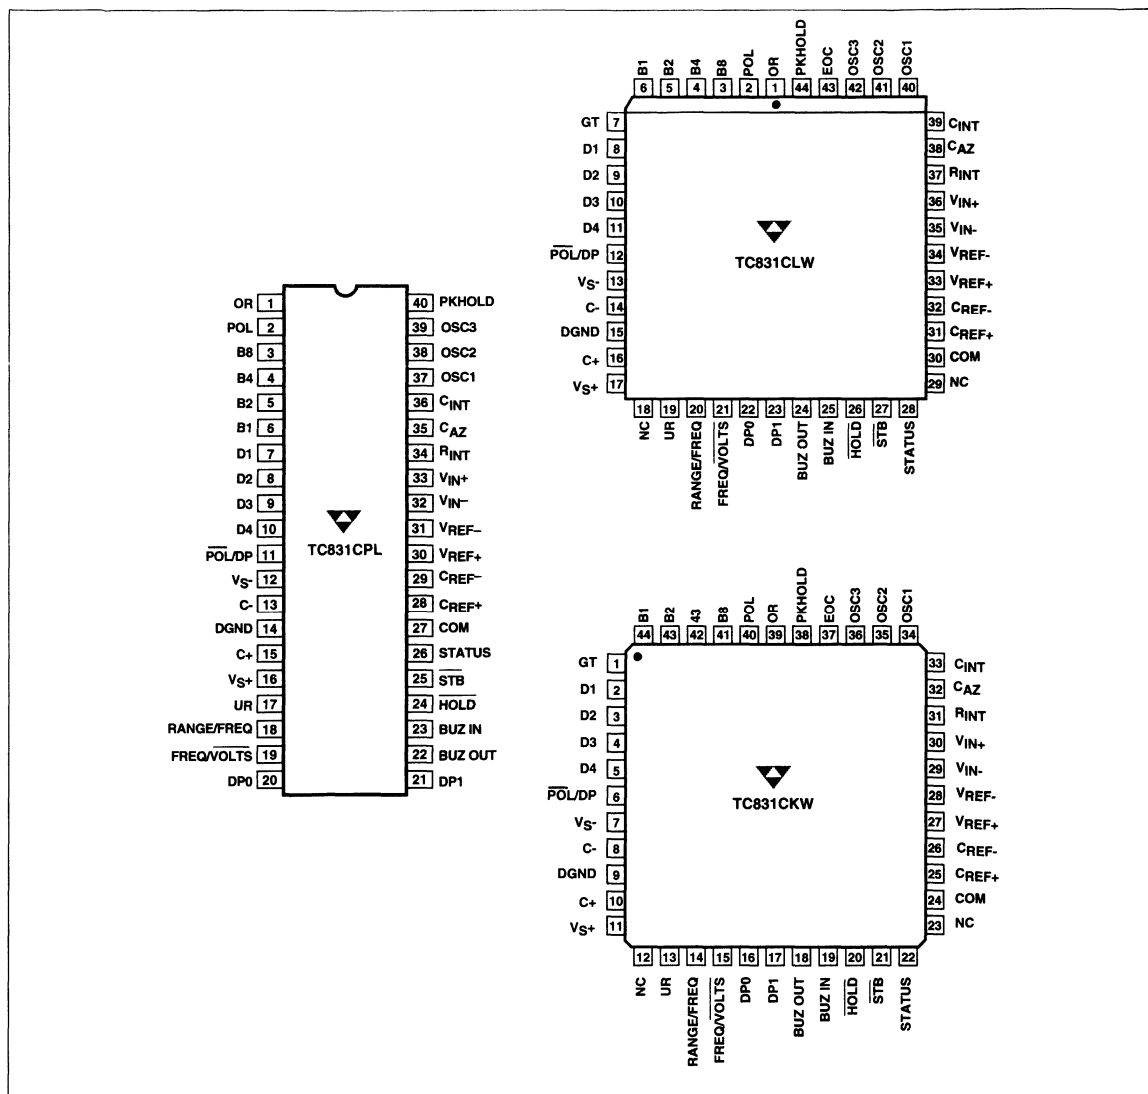 OR 1 40 PKHOLD
POL 2 39 OSC3
B8 3 38 OSC2
B4 4 37 OSC1
B2 5 36 CINT
B1 6 35 CAZ
D1 7 34 RINT
D2 8 33 VIN+
D3 9 32 VIN–
D4 10 31 VREF–
P̅O̅L̅/DP 11 30 VREF+
VS- 12 29 CREF–
C- 13 28 CREF+
DGND 14 27 COM
C+ 15 26 STATUS
VS+ 16 25 S̅T̅B̅
UR 17 24 H̅O̅L̅D̅
RANGE/FREQ 18 23 BUZ IN
FREQ/V̅O̅L̅T̅S̅ 19 22 BUZ OUT
DP0 20 21 DP1
TC831CPL
B1 B2 B4 B8 POL OR PKHOLD EOC OSC3 OSC2 OSC1
6 5 4 3 2 1 44 43 42 41 40
GT 7 39 CINT
D1 8 38 CAZ
D2 9 37 RINT
D3 10 36 VIN+
D4 11 35 VIN-
P̅O̅L̅/DP 12 34 VREF-
VS- 13 33 VREF+
C- 14 32 CREF-
DGND 15 31 CREF+
C+ 16 30 COM
VS+ 17 29 NC
TC831CLW
18 19 20 21 22 23 24 25 26 27 28
NC UR RANGE/FREQ FREQ/V̅O̅L̅T̅S̅ DP0 DP1 BUZ OUT BUZ IN H̅O̅L̅D̅ S̅T̅B̅ STATUS
B1 B2 43 B8 POL OR PKHOLD EOC OSC3 OSC2 OSC1
44 43 42 41 40 39 38 37 36 35 34
GT 1 33 CINT
D1 2 32 CAZ
D2 3 31 RINT
D3 4 30 VIN+
D4 5 29 VIN-
P̅O̅L̅/DP 6 28 VREF-
VS- 7 27 VREF+
C- 8 26 CREF-
DGND 9 25 CREF+
C+ 10 24 COM
VS+ 11 23 NC
TC831CKW
12 13 14 15 16 17 18 19 20 21 22
NC UR RANGE/FREQ FREQ/V̅O̅L̅T̅S̅ DP0 DP1 BUZ OUT BUZ IN H̅O̅L̅D̅ S̅T̅B̅ STATUS